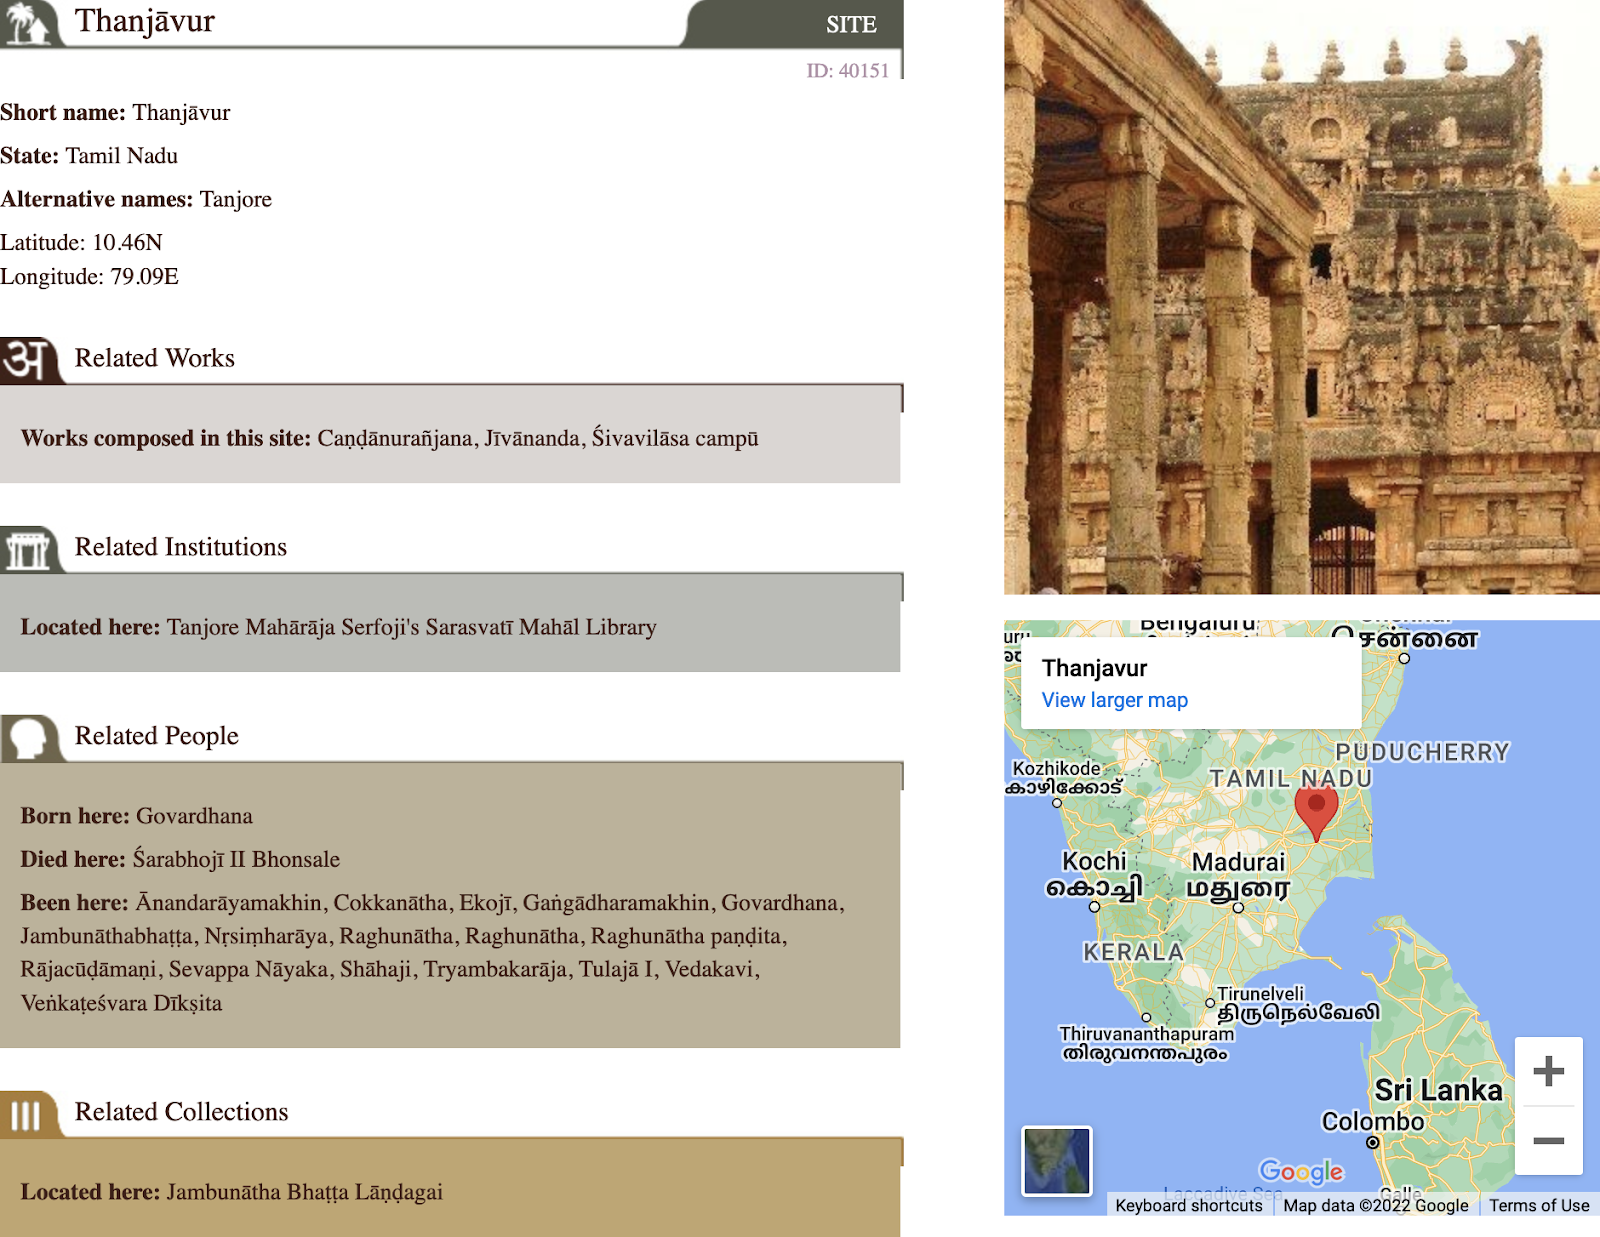 Thanjāvur
SITE
ID: 40151
Short name: Thanjāvur
State: Tamil Nadu
Alternative names: Tanjore
Latitude: 10.46N
Longitude: 79.09E
अ Related Works
Works composed in this site: Caṇḍānurañjana, Jīvānanda, Śivavilāsa campū
Related Institutions
Located here: Tanjore Mahārāja Serfoji's Sarasvatī Mahāl Library
Related People
Born here: Govardhana
Died here: Śarabhojī II Bhonsale
Been here: Ānandarāyamakhin, Cokkanātha, Ekojī, Gaṅgādharamakhin, Govardhana,
Jambunāthabhaṭṭa, Nṛsiṃharāya, Raghunātha, Raghunātha, Raghunātha paṇḍita,
Rājacūḍāmaṇi, Sevappa Nāyaka, Shāhaji, Tryambakarāja, Tulajā I, Vedakavi,
Veṅkaṭeśvara Dīkṣita
Related Collections
Located here: Jambunātha Bhaṭṭa Lāṇḍagai
Bengaluru
சென்னை
Thanjavur
View larger map
PUDUCHERRY
TAMIL NADU
Kozhikode
കോഴിക്കോട്
Kochi
കൊച്ചി
Madurai
மதுரை
KERALA
Tirunelveli
திருநெல்வேலி
Thiruvananthapuram
திருவனந்தபுரம்
Sri Lanka
Colombo
Google
Laccadive Sea
Galle
Keyboard shortcuts
Map data ©2022 Google
Terms of Use